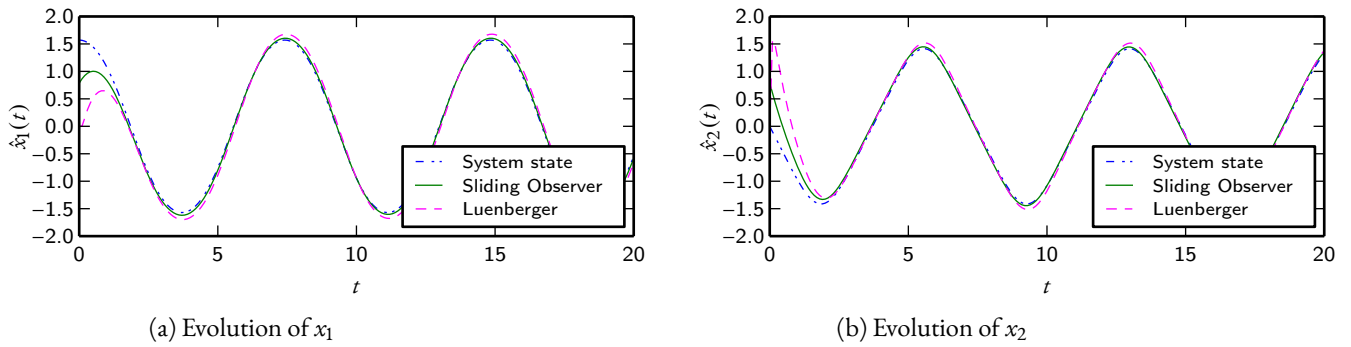 2.0
1.5
1.0
0.5
0.0
−0.5
−1.0
−1.5
−2.0
x̂₁(t)
0 5 10 15 20
t
System state
Sliding Observer
Luenberger
(a) Evolution of x₁
2.0
1.5
1.0
0.5
0.0
−0.5
−1.0
−1.5
−2.0
x̂₂(t)
0 5 10 15 20
t
System state
Sliding Observer
Luenberger
(b) Evolution of x₂